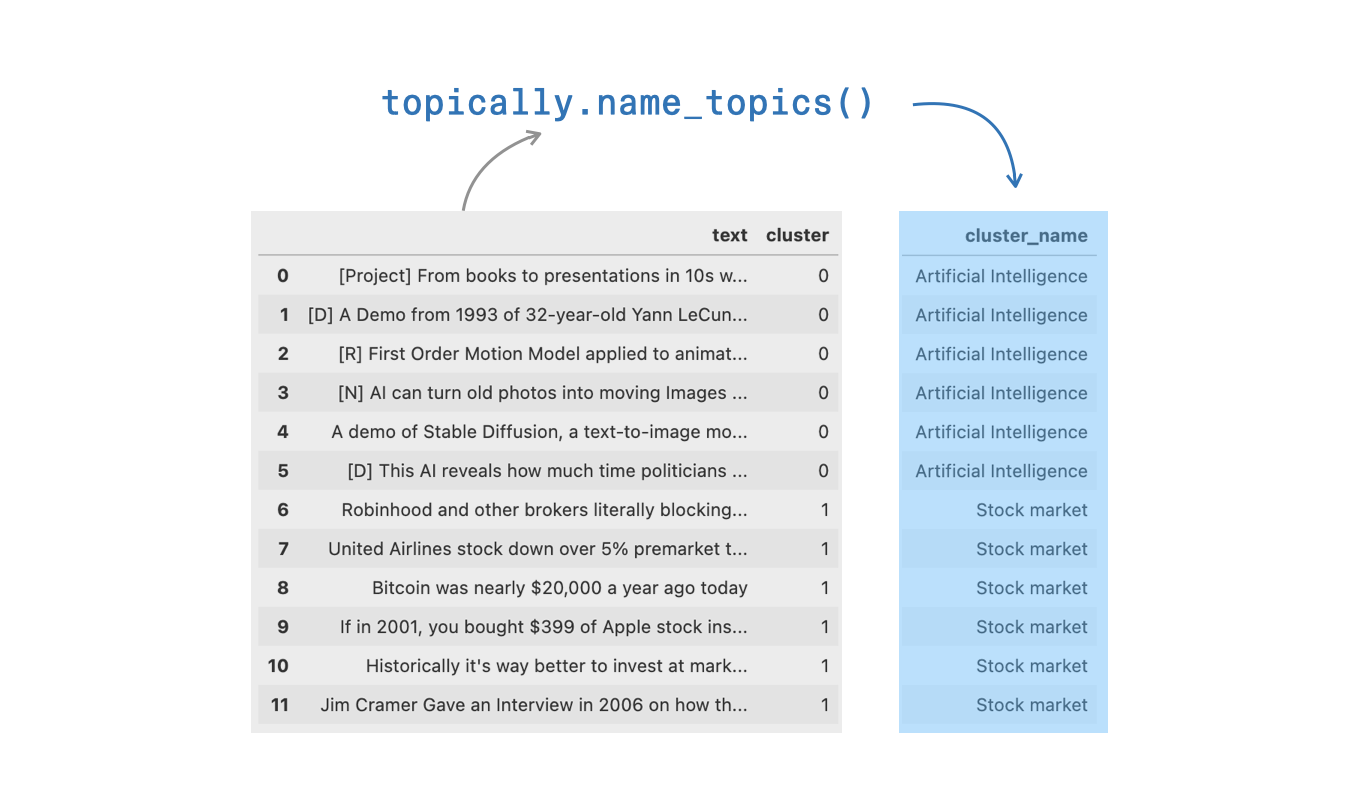 topically.name_topics()
text cluster cluster_name
0 [Project] From books to presentations in 10s w... 0 Artificial Intelligence
1 [D] A Demo from 1993 of 32-year-old Yann LeCun... 0 Artificial Intelligence
2 [R] First Order Motion Model applied to animat... 0 Artificial Intelligence
3 [N] AI can turn old photos into moving Images ... 0 Artificial Intelligence
4 A demo of Stable Diffusion, a text-to-image mo... 0 Artificial Intelligence
5 [D] This AI reveals how much time politicians ... 0 Artificial Intelligence
6 Robinhood and other brokers literally blocking... 1 Stock market
7 United Airlines stock down over 5% premarket t... 1 Stock market
8 Bitcoin was nearly $20,000 a year ago today 1 Stock market
9 If in 2001, you bought $399 of Apple stock ins... 1 Stock market
10 Historically it's way better to invest at mark... 1 Stock market
11 Jim Cramer Gave an Interview in 2006 on how th... 1 Stock market